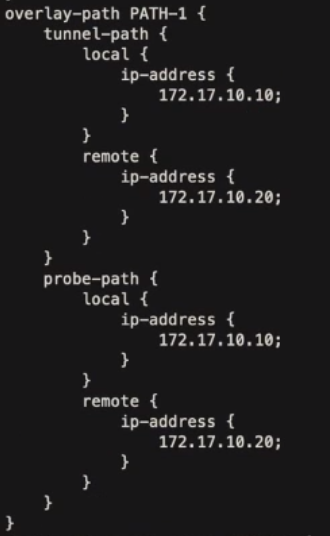 overlay-path PATH-1 {
    tunnel-path {
        local {
            ip-address {
                172.17.10.10;
            }
        }
        remote {
            ip-address {
                172.17.10.20;
            }
        }
    }
    probe-path {
        local {
            ip-address {
                172.17.10.10;
            }
        }
        remote {
            ip-address {
                172.17.10.20;
            }
        }
    }
}